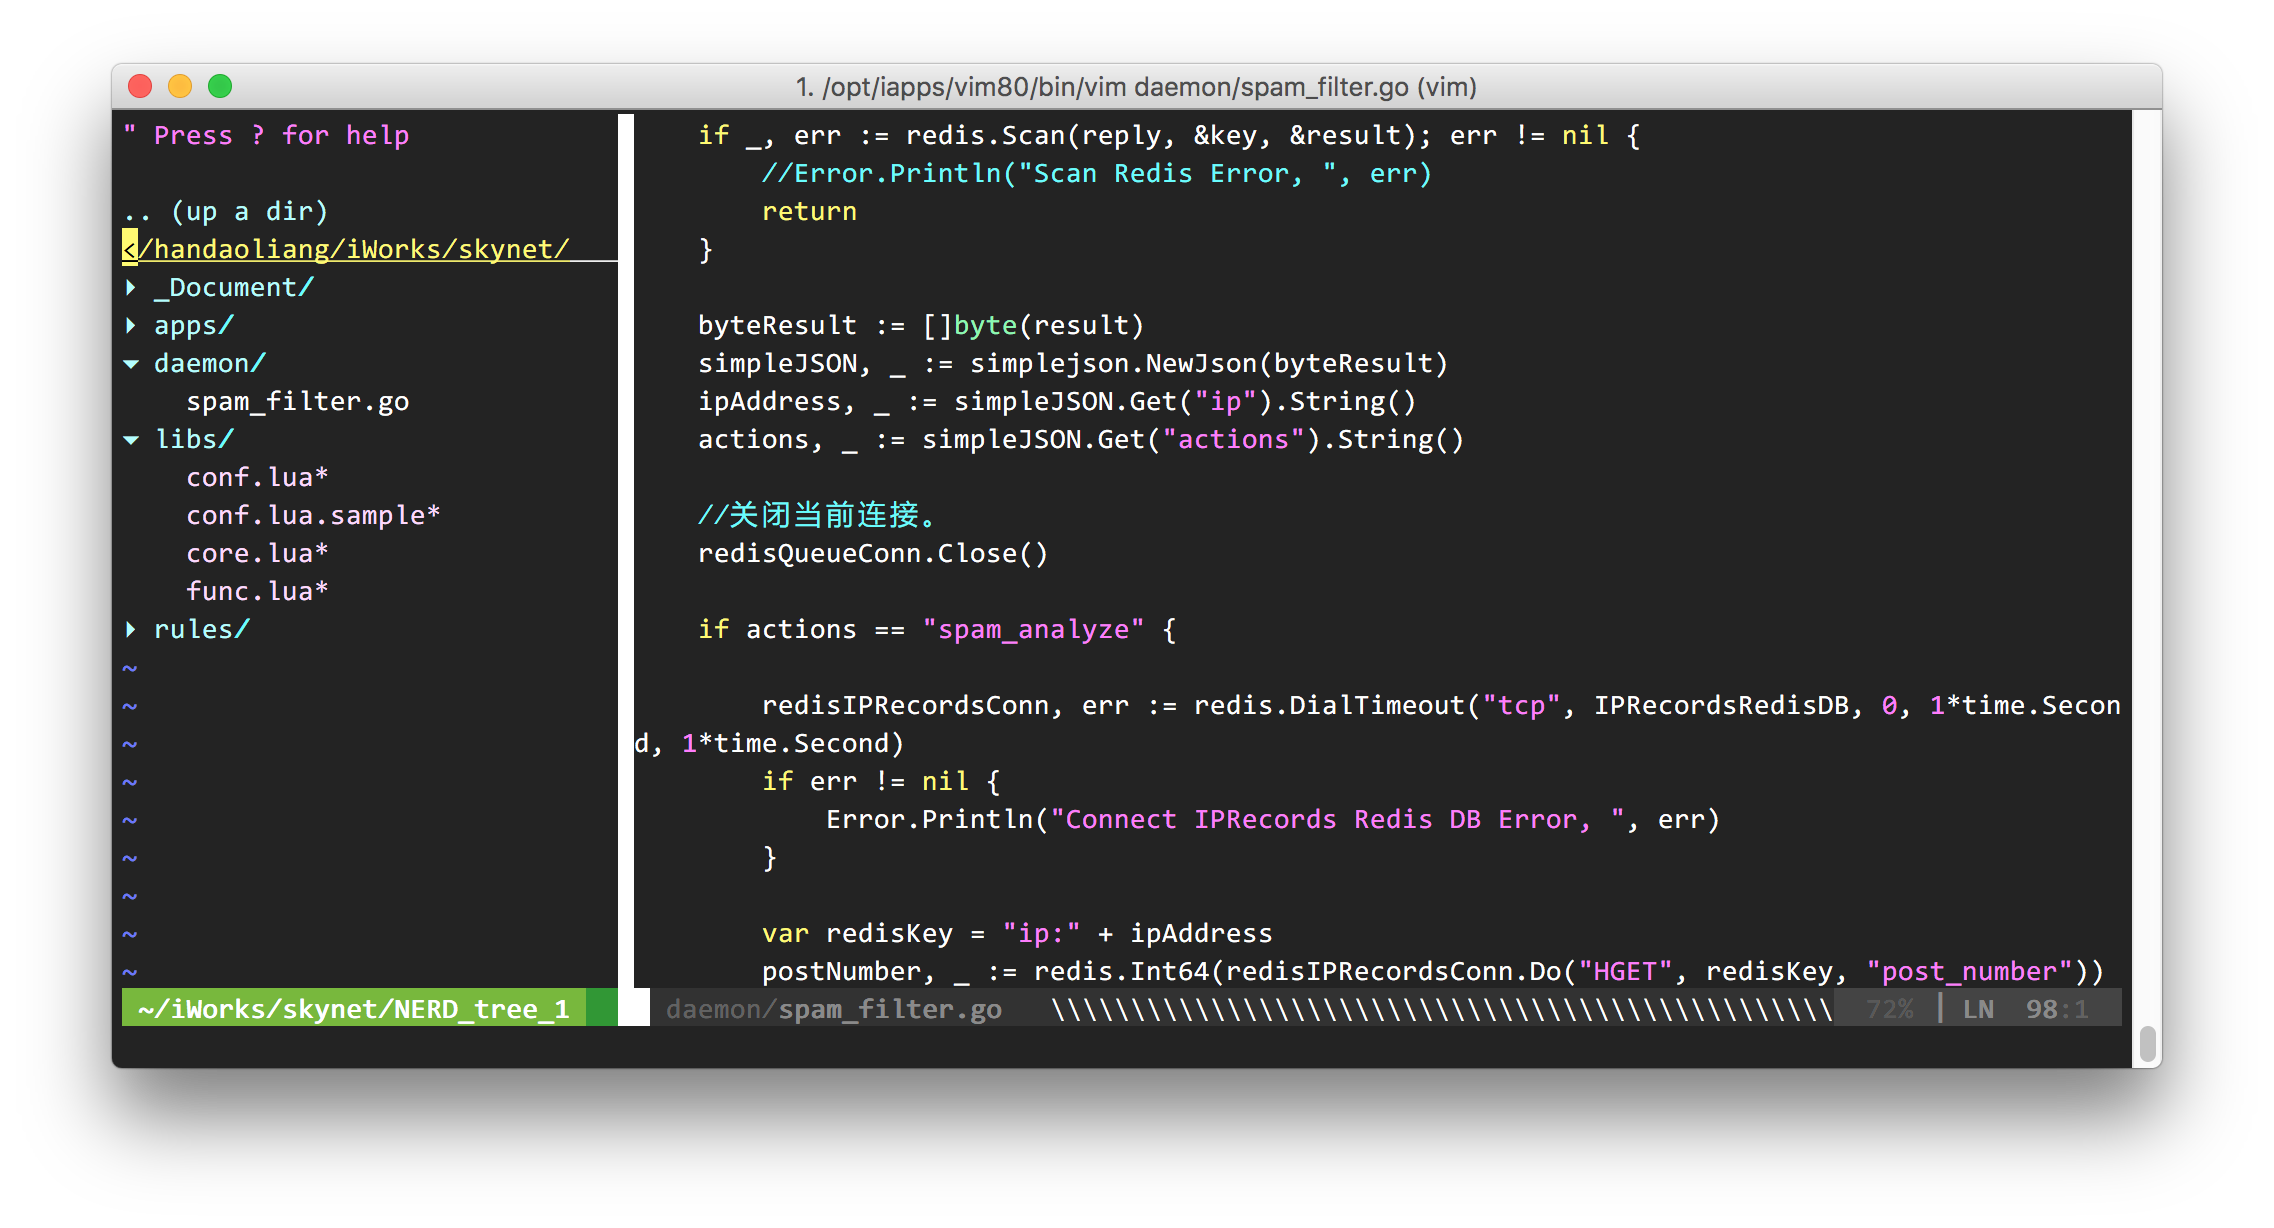 1. /opt/iapps/vim80/bin/vim daemon/spam_filter.go (vim)
" Press ? for help
.. (up a dir)
</handaoliang/iWorks/skynet/
▸ _Document/
▸ apps/
▾ daemon/
spam_filter.go
▾ libs/
conf.lua*
conf.lua.sample*
core.lua*
func.lua*
▸ rules/
~
~
~
~
~
~
~
~
~
~/iWorks/skynet/NERD_tree_1
if _, err := redis.Scan(reply, &key, &result); err != nil {
//Error.Println("Scan Redis Error, ", err)
return
}
byteResult := []byte(result)
simpleJSON, _ := simplejson.NewJson(byteResult)
ipAddress, _ := simpleJSON.Get("ip").String()
actions, _ := simpleJSON.Get("actions").String()
//关闭当前连接。
redisQueueConn.Close()
if actions == "spam_analyze" {
redisIPRecordsConn, err := redis.DialTimeout("tcp", IPRecordsRedisDB, 0, 1*time.Secon
d, 1*time.Second)
if err != nil {
Error.Println("Connect IPRecords Redis DB Error, ", err)
}
var redisKey = "ip:" + ipAddress
postNumber, _ := redis.Int64(redisIPRecordsConn.Do("HGET", redisKey, "post_number"))
daemon/spam_filter.go \\\\\\\\\\\\\\\\\\\\\\\\\\\\\\\\\\\\\\\\\\\\\\\\\ 72% | LN 98:1